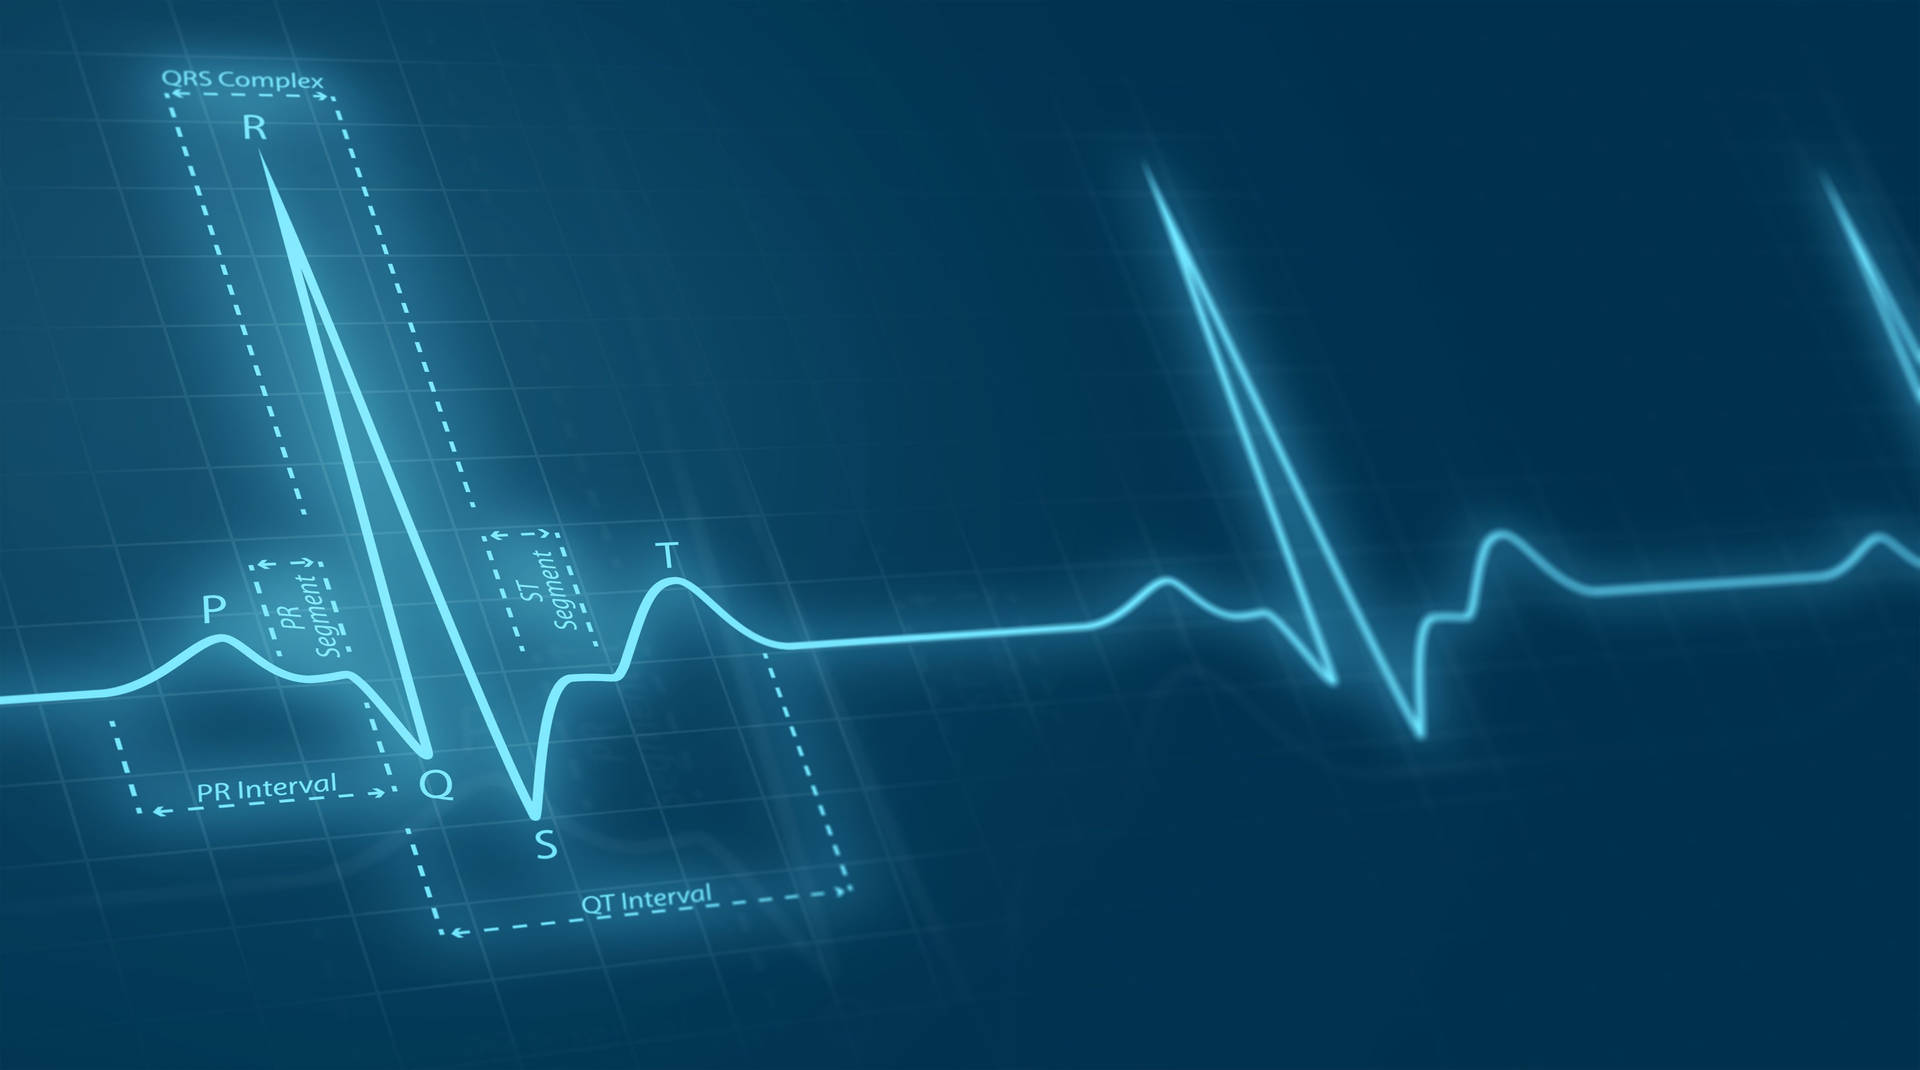 QRS Complex
R
P
PR
Segment
ST
Segment
T
PR Interval
Q
S
QT Interval